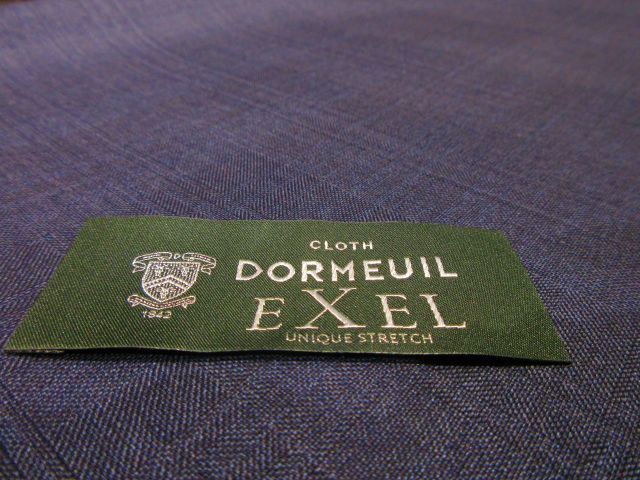 CLOTH
DORMEUIL
EXEL
UNIQUE STRETCH
1842